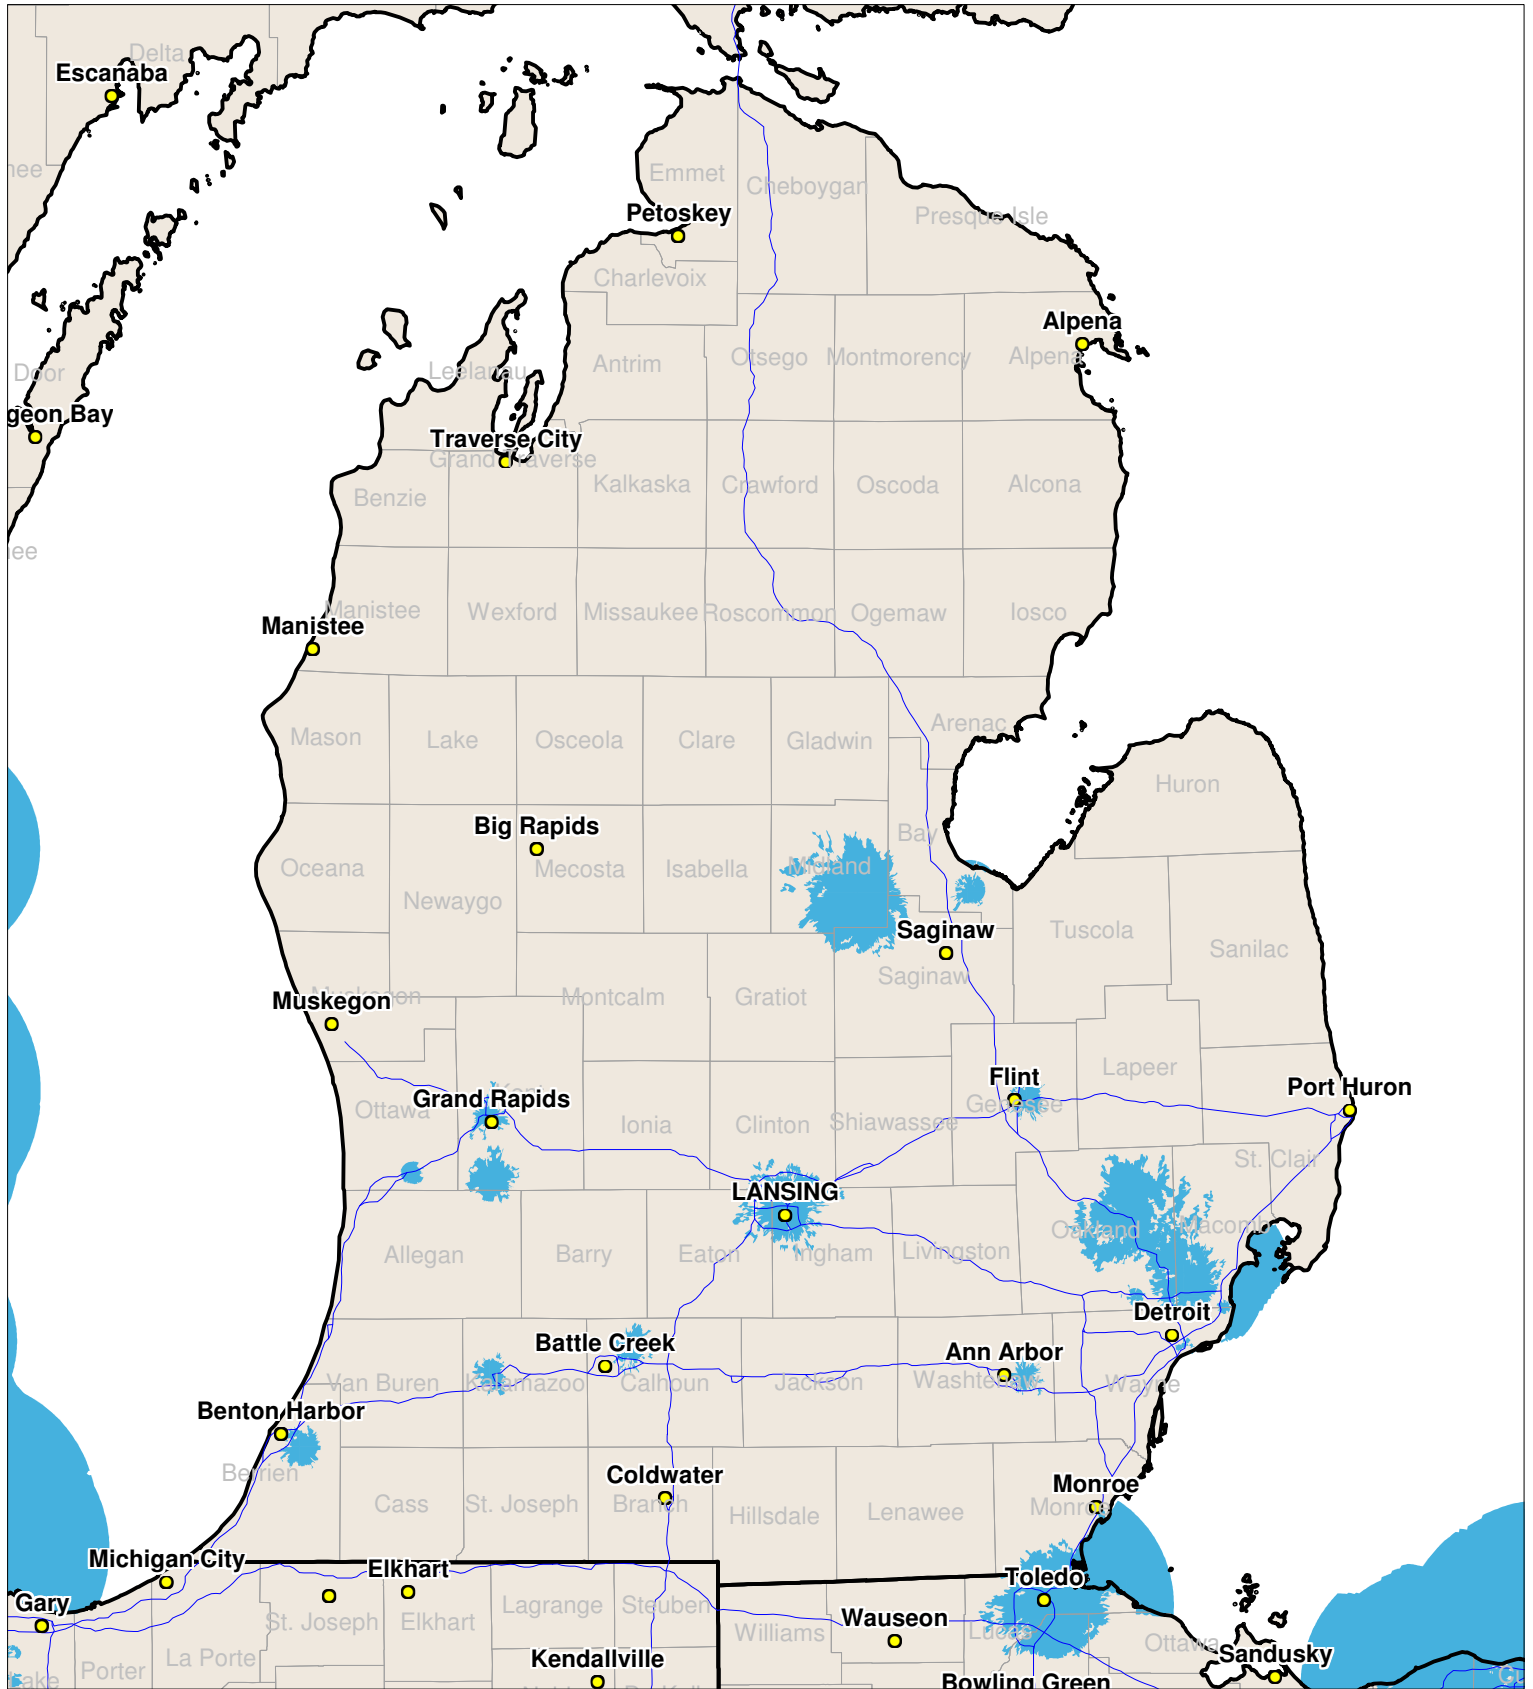 Delta
Escanaba
nee
Emmet
Cheboygan
Petoskey
Presque Isle
Charlevoix
Alpena
Door
Leelanau
Antrim
Otsego
Montmorency
Alpena
geon Bay
Traverse City
Grand Traverse
Benzie
Kalkaska
Crawford
Oscoda
Alcona
nee
Manistee
Wexford
Missaukee
Roscommon
Ogemaw
Iosco
Manistee
Mason
Lake
Osceola
Clare
Gladwin
Arenac
Huron
Big Rapids
Bay
Oceana
Newaygo
Mecosta
Isabella
Midland
Saginaw
Tuscola
Sanilac
Saginaw
Muskegon
Muskegon
Montcalm
Gratiot
Flint
Lapeer
Port Huron
Kent
Grand Rapids
Ottawa
Ionia
Clinton
Shiawassee
Genesee
St. Clair
LANSING
Oakland
Macomb
Allegan
Barry
Eaton
Ingham
Livingston
Detroit
Battle Creek
Ann Arbor
Van Buren
Kalamazoo
Calhoun
Jackson
Washtenaw
Wayne
Benton Harbor
Berrien
Coldwater
Monroe
Cass
St. Joseph
Branch
Hillsdale
Lenawee
Monroe
Michigan City
Elkhart
Toledo
Gary
St. Joseph
Elkhart
Lagrange
Steuben
Williams
Wauseon
Lucas
Ottawa
Sandusky
Lake
Porter
La Porte
Kendallville
Bowling Green